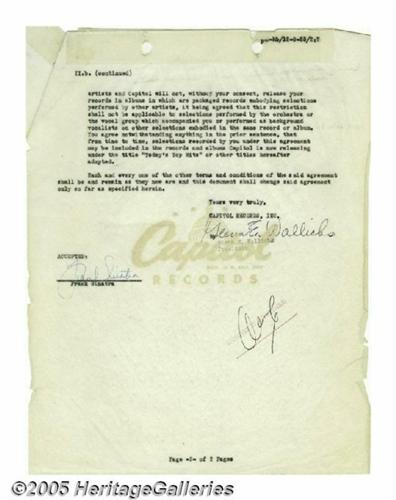 II.b. (continued)
artists and Capitol will not, without your consent, release your
records in albums in which are packaged records embodying selections
performed by other artists, it being agreed that this restriction
shall not be applicable to selections performed by the orchestra or
the vocal group which accompanied you or performed as background
vocalists on other selections embodied in the same record or album.
You agree notwithstanding anything in the prior sentence, that
from time to time, selections recorded by you under this agreement
may be included in the records and albums Capitol is now releasing
under the title "Today's Top Hits" or other titles hereafter
adopted.
Each and every one of the other terms and conditions of the said agreement
shall be and remain as they now are and this document shall change said agreement
only so far as specified herein.
Yours very truly,
CAPITOL RECORDS, INC.
Glenn E. Wallichs
Capitol
RECORDS
ACCEPTED:
Frank Sinatra
Frank Sinatra
Page -2- of 2 Pages
©2005 HeritageGalleries